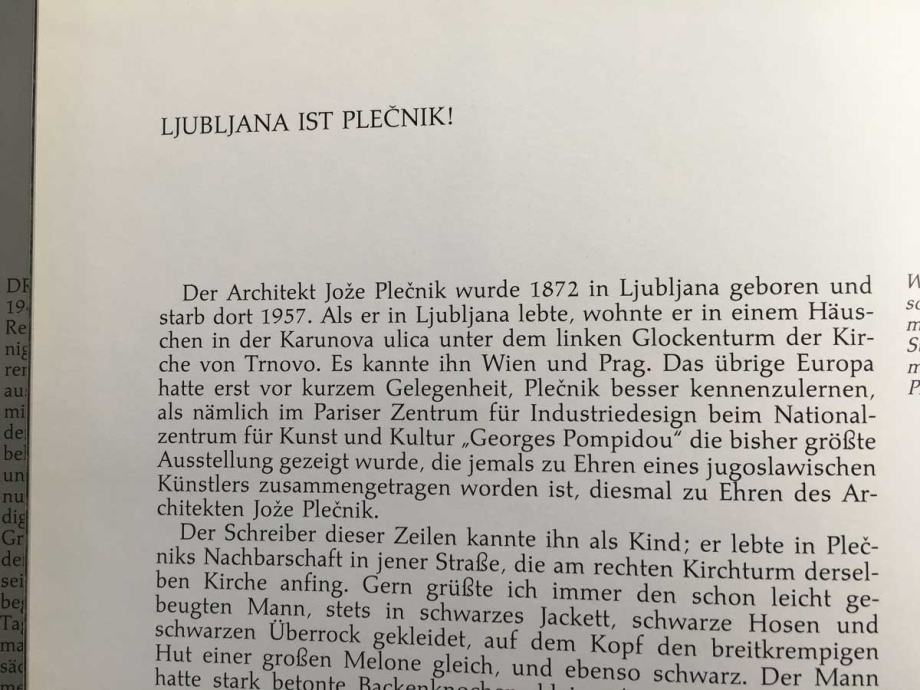 LJUBLJANA IST PLEČNIK!
Der Architekt Jože Plečnik wurde 1872 in Ljubljana geboren und
starb dort 1957. Als er in Ljubljana lebte, wohnte er in einem Häus-
chen in der Karunova ulica unter dem linken Glockenturm der Kir-
che von Trnovo. Es kannte ihn Wien und Prag. Das übrige Europa
hatte erst vor kurzem Gelegenheit, Plečnik besser kennenzulernen,
als nämlich im Pariser Zentrum für Industriedesign beim National-
zentrum für Kunst und Kultur „Georges Pompidou“ die bisher größte
Ausstellung gezeigt wurde, die jemals zu Ehren eines jugoslawischen
Künstlers zusammengetragen worden ist, diesmal zu Ehren des Ar-
chitekten Jože Plečnik.
Der Schreiber dieser Zeilen kannte ihn als Kind; er lebte in Pleč-
niks Nachbarschaft in jener Straße, die am rechten Kirchturm dersel-
ben Kirche anfing. Gern grüßte ich immer den schon leicht ge-
beugten Mann, stets in schwarzes Jackett, schwarze Hosen und
schwarzen Überrock gekleidet, auf dem Kopf den breitkrempigen
Hut einer großen Melone gleich, und ebenso schwarz. Der Mann
hatte stark betonte Backenknochen